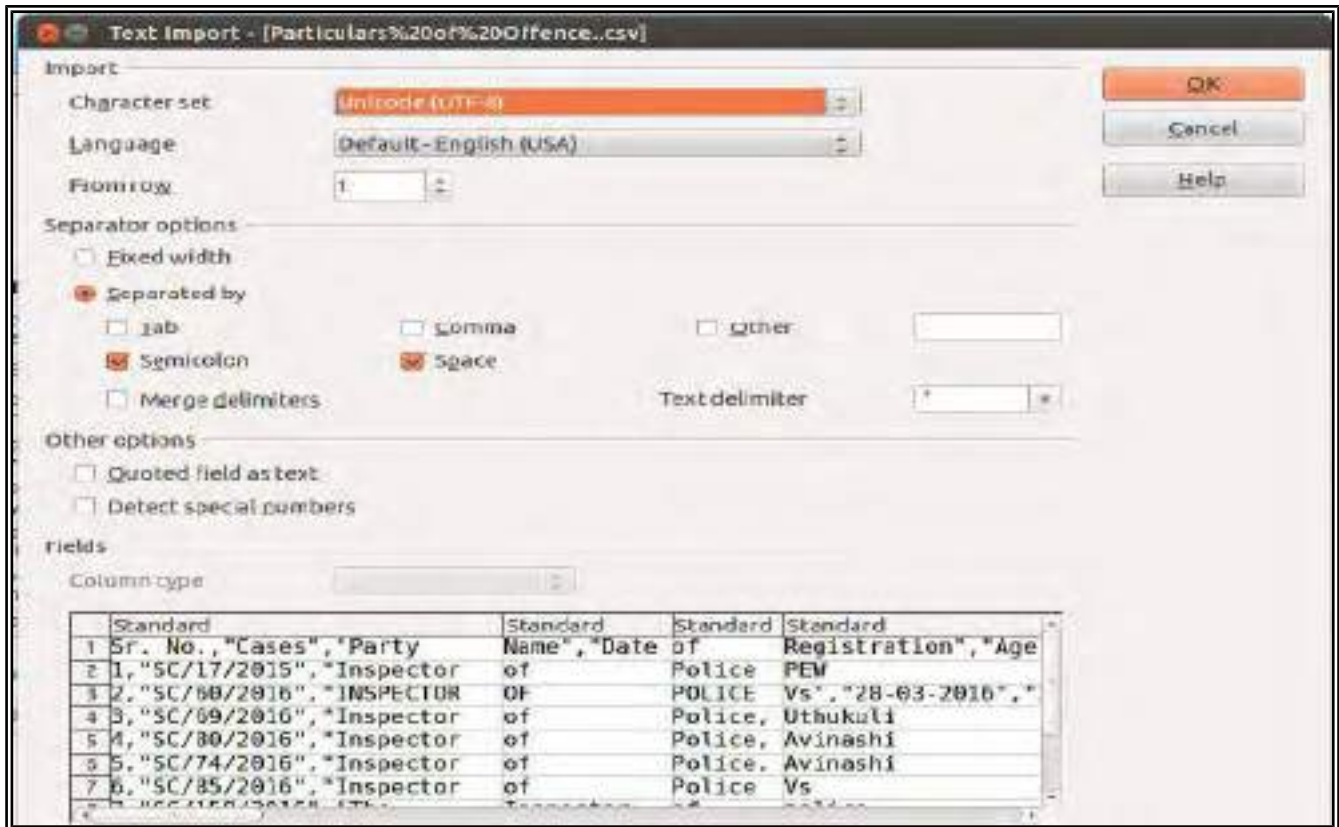 Text Import - [Particulars%20of%20Offence..csv]
Import
Character set Unicode (UTF-8)
Language Default - English (USA)
From row 1
OK
Cancel
Help
Separator options
Fixed width
Separated by
Tab Comma Other
Semicolon Space
Merge delimiters Text delimiter "
Other options
Quoted field as text
Detect special numbers
Fields
Column type
Standard Standard Standard Standard
1 Sr. No.,"Cases","Party Name","Date of Registration","Age
2 1,"SC/17/2015","Inspector of Police PEW
3 2,"SC/60/2016","INSPECTOR OF POLICE Vs","28-03-2016","
4 3,"SC/69/2016","Inspector of Police, Uthukuli
5 4,"SC/80/2016","Inspector of Police, Avinashi
6 5,"SC/74/2016","Inspector of Police, Avinashi
7 6,"SC/85/2016","Inspector of Police Vs